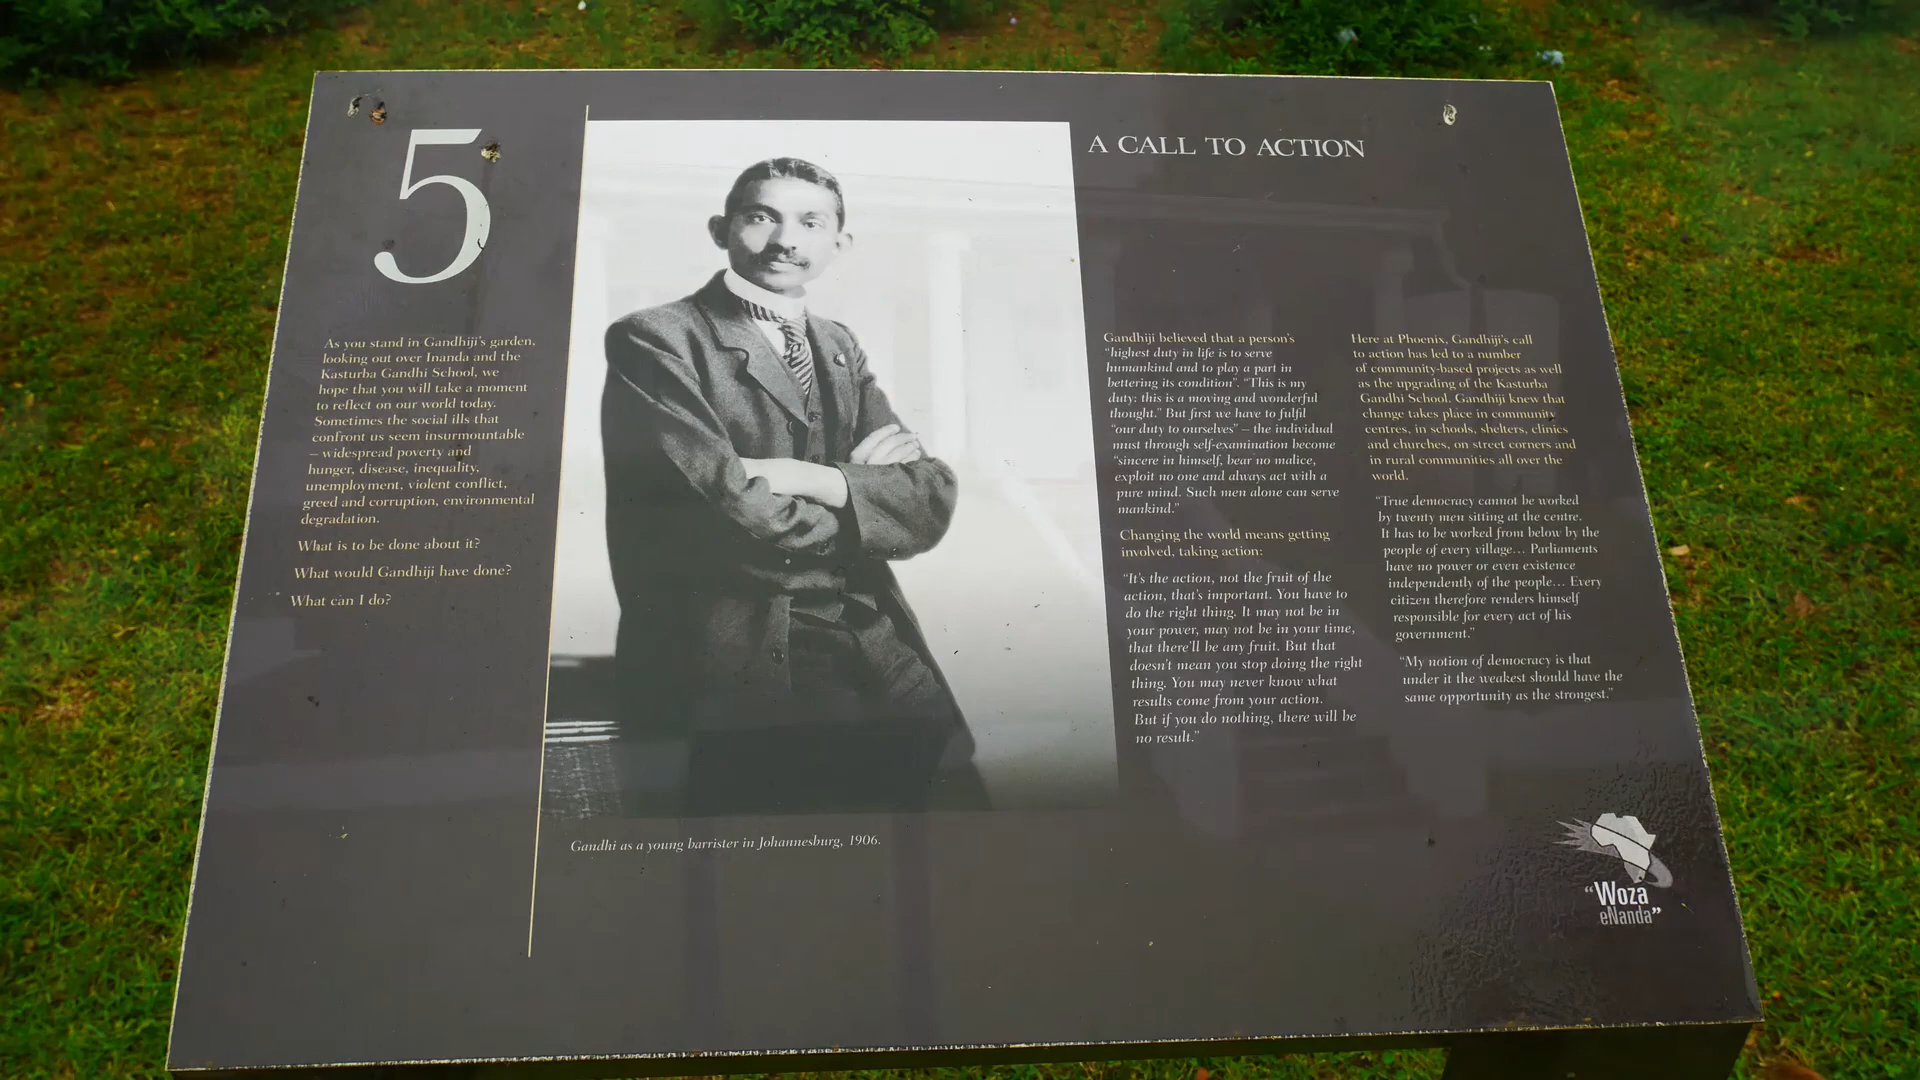 5
As you stand in Gandhiji's garden,
looking out over Inanda and the
Kasturba Gandhi School, we
hope that you will take a moment
to reflect on our world today.
Sometimes the social ills that
confront us seem insurmountable
– widespread poverty and
hunger, disease, inequality,
unemployment, violent conflict,
greed and corruption, environmental
degradation.
What is to be done about it?
What would Gandhiji have done?
What can I do?
Gandhi as a young barrister in Johannesburg, 1906.
A CALL TO ACTION
Gandhiji believed that a person's
“highest duty in life is to serve
humankind and to play a part in
bettering its condition”. “This is my
duty: this is a moving and wonderful
thought.” But first we have to fulfil
“our duty to ourselves” – the individual
must through self-examination become
“sincere in himself, bear no malice,
exploit no one and always act with a
pure mind. Such men alone can serve
mankind.”
Changing the world means getting
involved, taking action:
“It's the action, not the fruit of the
action, that's important. You have to
do the right thing. It may not be in
your power, may not be in your time,
that there'll be any fruit. But that
doesn't mean you stop doing the right
thing. You may never know what
results come from your action.
But if you do nothing, there will be
no result.”
Here at Phoenix, Gandhiji's call
to action has led to a number
of community-based projects as well
as the upgrading of the Kasturba
Gandhi School. Gandhiji knew that
change takes place in community
centres, in schools, shelters, clinics
and churches, on street corners and
in rural communities all over the
world.
“True democracy cannot be worked
by twenty men sitting at the centre.
It has to be worked from below by the
people of every village... Parliaments
have no power or even existence
independently of the people... Every
citizen therefore renders himself
responsible for every act of his
government.”
“My notion of democracy is that
under it the weakest should have the
same opportunity as the strongest.”
“Woza
eNanda”